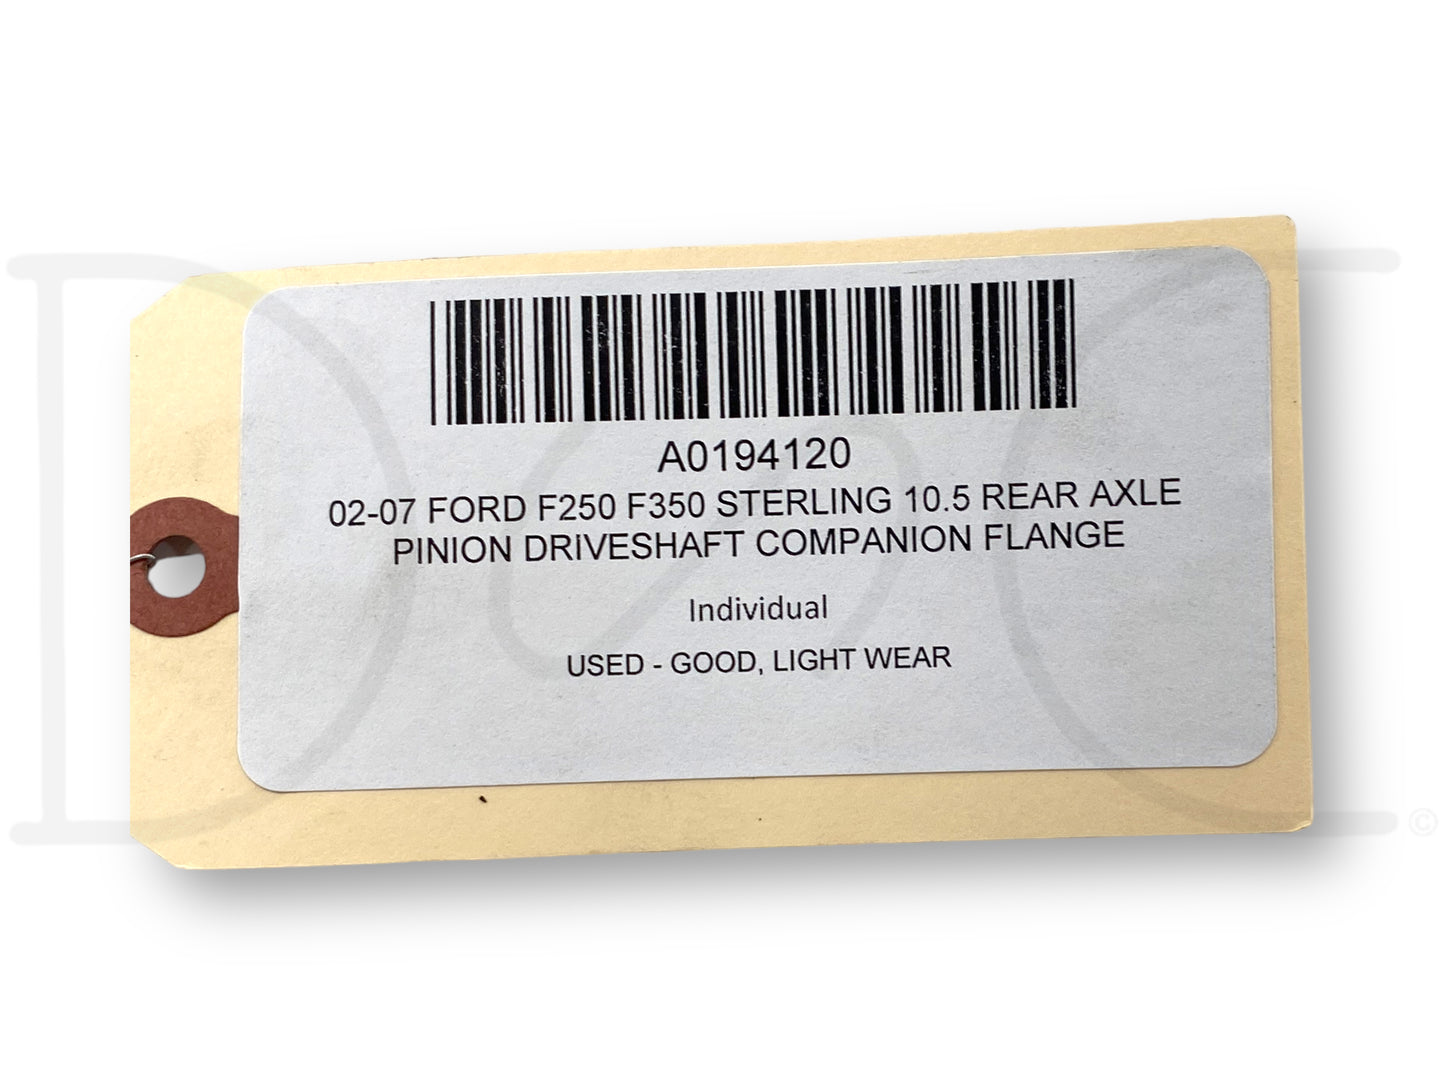 A0194120
02-07 FORD F250 F350 STERLING 10.5 REAR AXLE
PINION DRIVESHAFT COMPANION FLANGE
Individual
USED - GOOD, LIGHT WEAR
©